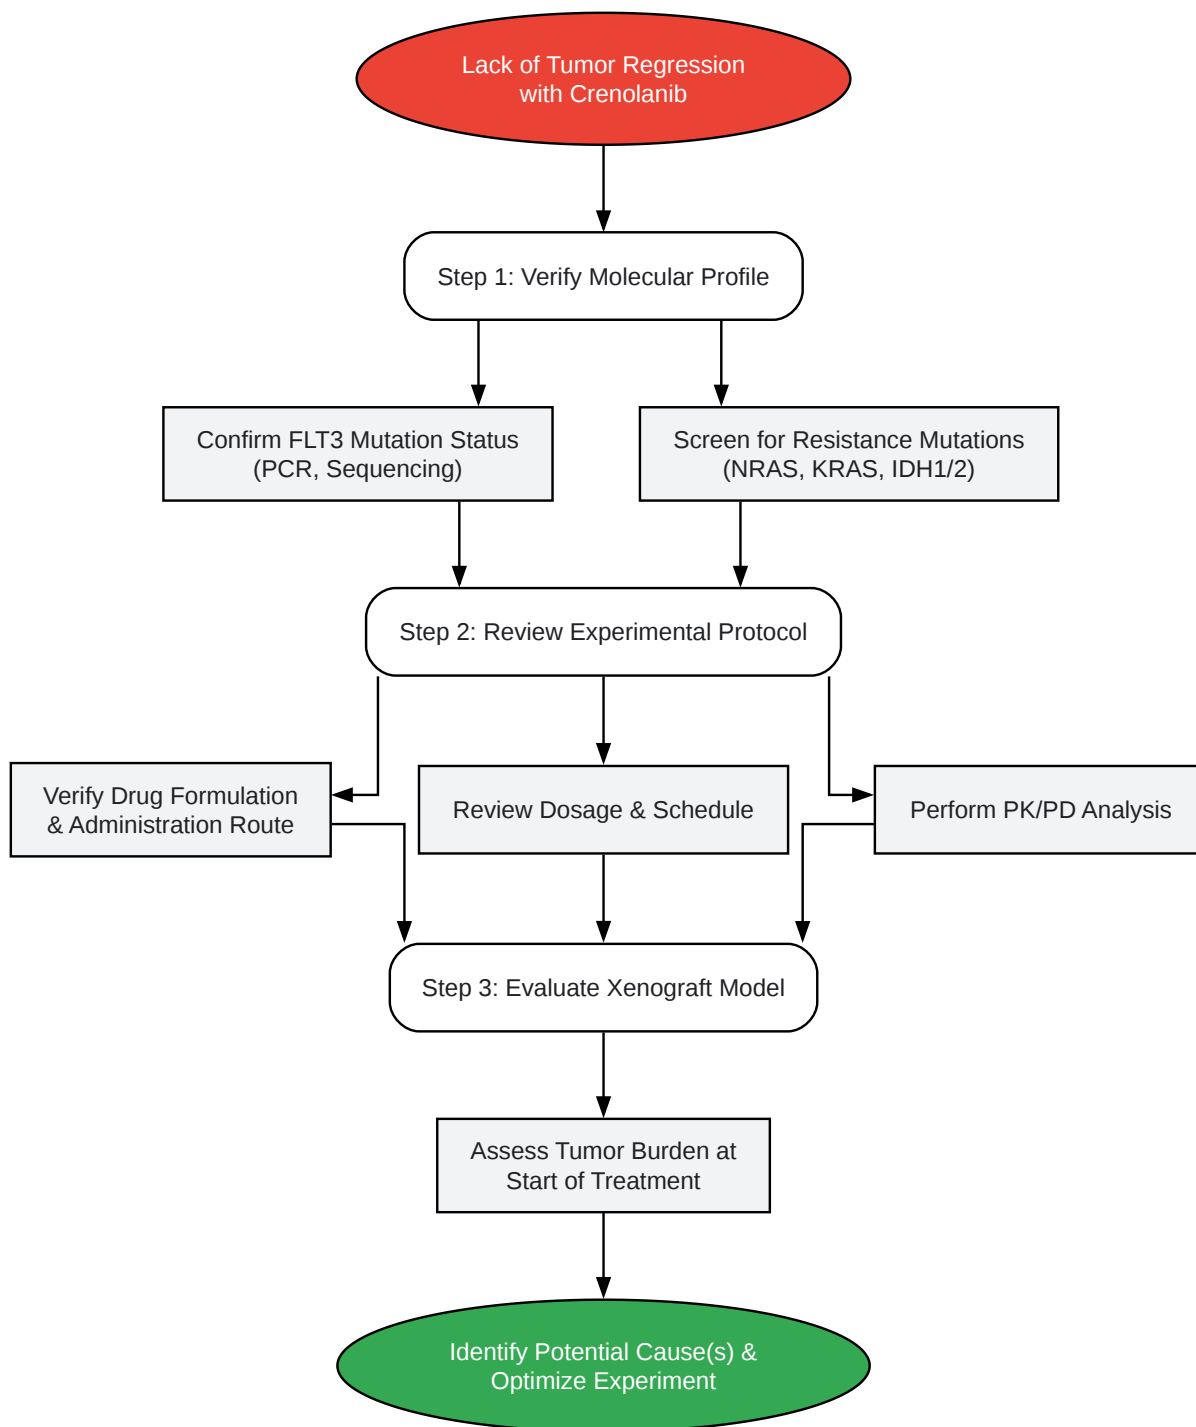 Lack of Tumor Regression
with Crenolanib
Step 1: Verify Molecular Profile
Confirm FLT3 Mutation Status
(PCR, Sequencing)
Screen for Resistance Mutations
(NRAS, KRAS, IDH1/2)
Step 2: Review Experimental Protocol
Verify Drug Formulation
& Administration Route
Review Dosage & Schedule
Perform PK/PD Analysis
Step 3: Evaluate Xenograft Model
Assess Tumor Burden at
Start of Treatment
Identify Potential Cause(s) &
Optimize Experiment